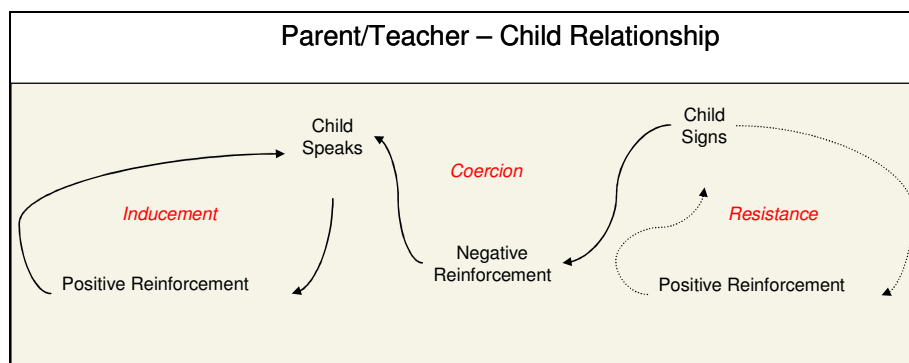 Parent/Teacher – Child Relationship
Child
Speaks
Child
Signs
Coercion
Inducement
Resistance
Negative
Reinforcement
Positive Reinforcement
Positive Reinforcement